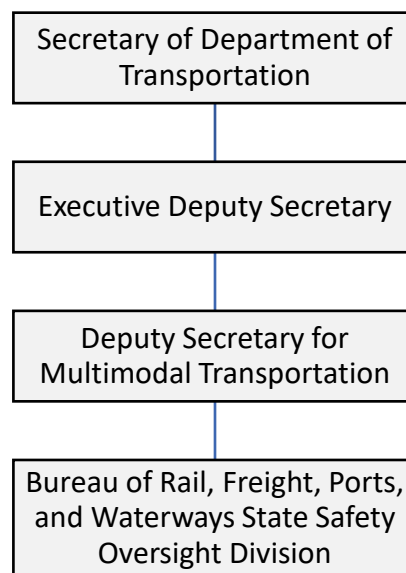 Secretary of Department of
Transportation
Executive Deputy Secretary
Deputy Secretary for
Multimodal Transportation
Bureau of Rail, Freight, Ports,
and Waterways State Safety
Oversight Division